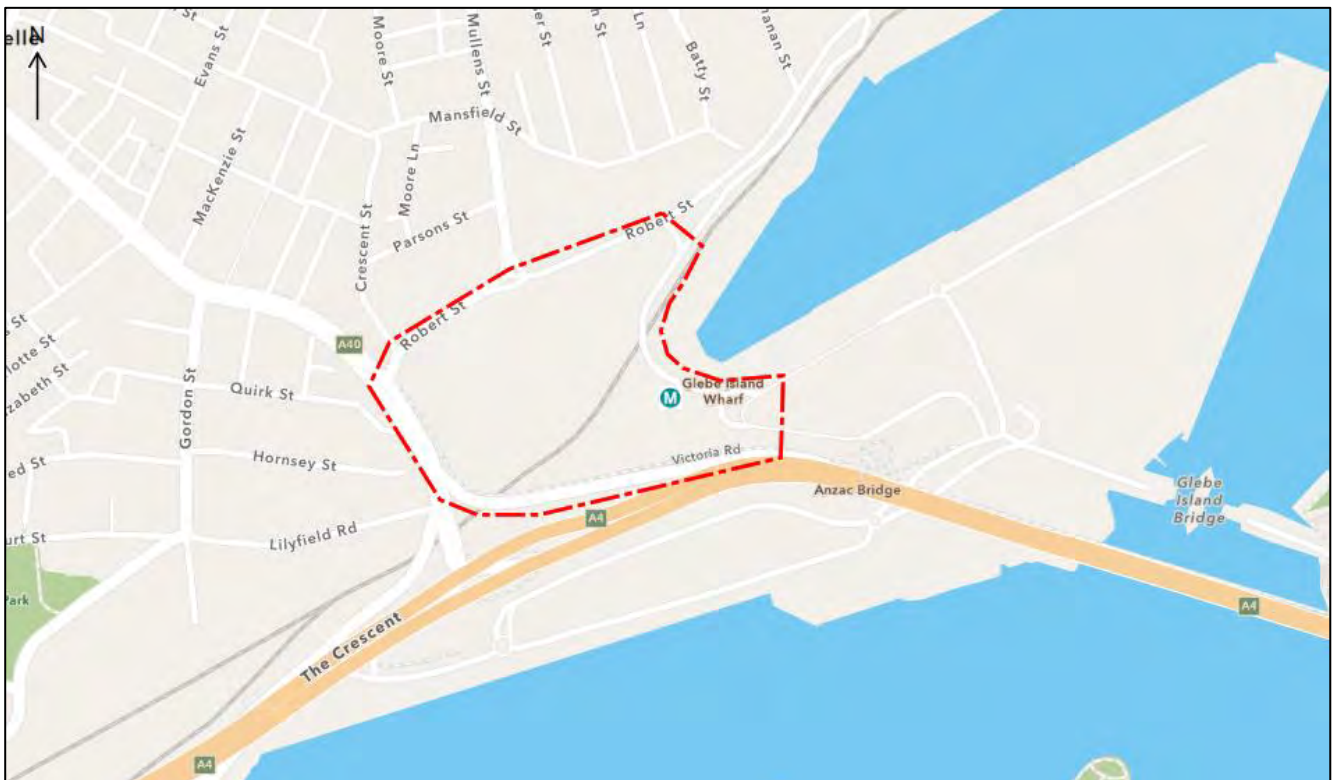 elle
N
Evans St
Moore St
Mullens St
Ln
Batty St
Mansfield St
MacKenzie St
Moore Ln
Crescent St
Parsons St
Robert St
Robert St
A40
Gordon St
Quirk St
M
Glebe Island
Wharf
Hornsey St
Victoria Rd
Anzac Bridge
Glebe
Island
Bridge
A4
Lilyfield Rd
Park
The Crescent
A4
A4